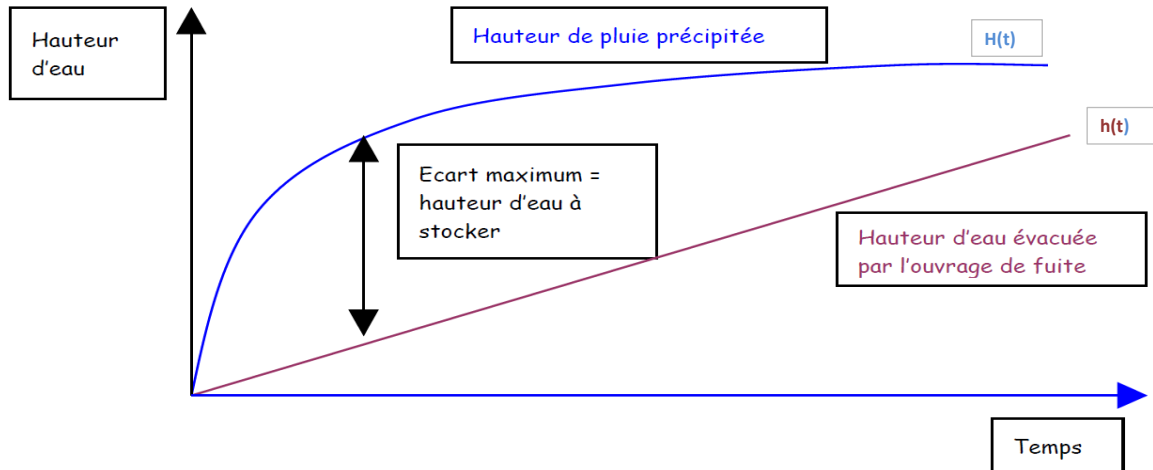 Hauteur
d'eau
Hauteur de pluie précipitée
H(t)
h(t)
Ecart maximum =
hauteur d'eau à
stocker
Hauteur d'eau évacuée
par l'ouvrage de fuite
Temps